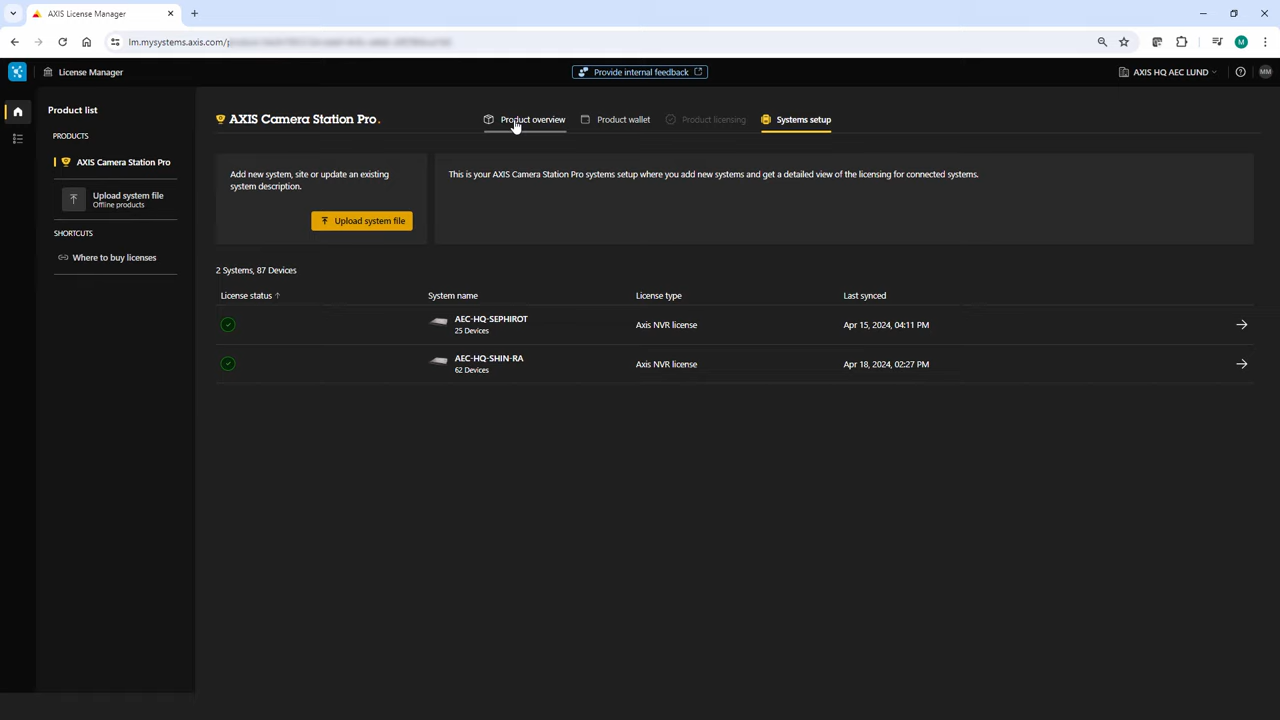 AXIS License Manager
lm.mysystems.axis.com/p
License Manager
Provide internal feedback
AXIS HQ AEC LUND
MM
Product list
PRODUCTS
AXIS Camera Station Pro
Upload system file
Offline products
SHORTCUTS
Where to buy licenses
AXIS Camera Station Pro.
Product overview
Product wallet
Product licensing
Systems setup
Add new system, site or update an existing
system description.
Upload system file
This is your AXIS Camera Station Pro systems setup where you add new systems and get a detailed view of the licensing for connected systems.
2 Systems, 87 Devices
License status ↑ System name License type Last synced
AEC-HQ-SEPHIROT
25 Devices
Axis NVR license
Apr 15, 2024, 04:11 PM
AEC-HQ-SHIN-RA
62 Devices
Axis NVR license
Apr 18, 2024, 02:27 PM